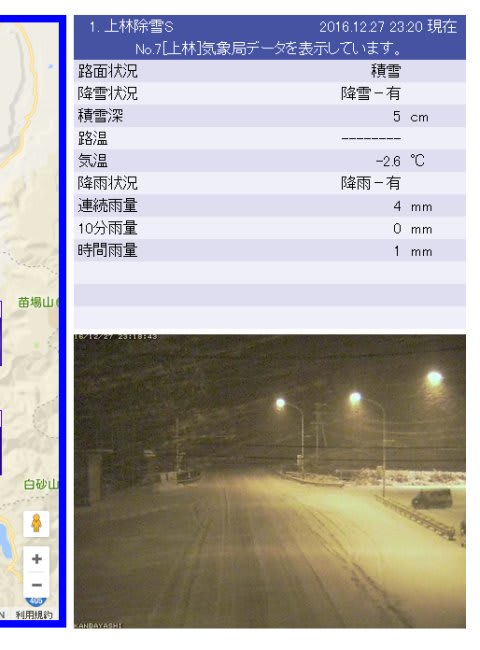 1. 上林除雪S 2016.12.27 23:20 現在
No.7[上林]気象局データを表示しています。
路面状況 積雪
降雪状況 降雪－有
積雪深 5 cm
路温 --------
気温 -2.6 ℃
降雨状況 降雨－有
連続雨量 4 mm
10分雨量 0 mm
時間雨量 1 mm
苗場山
白砂山
+
-
405
利用規約
16/12/27 23:18:43
KANBAYASHI